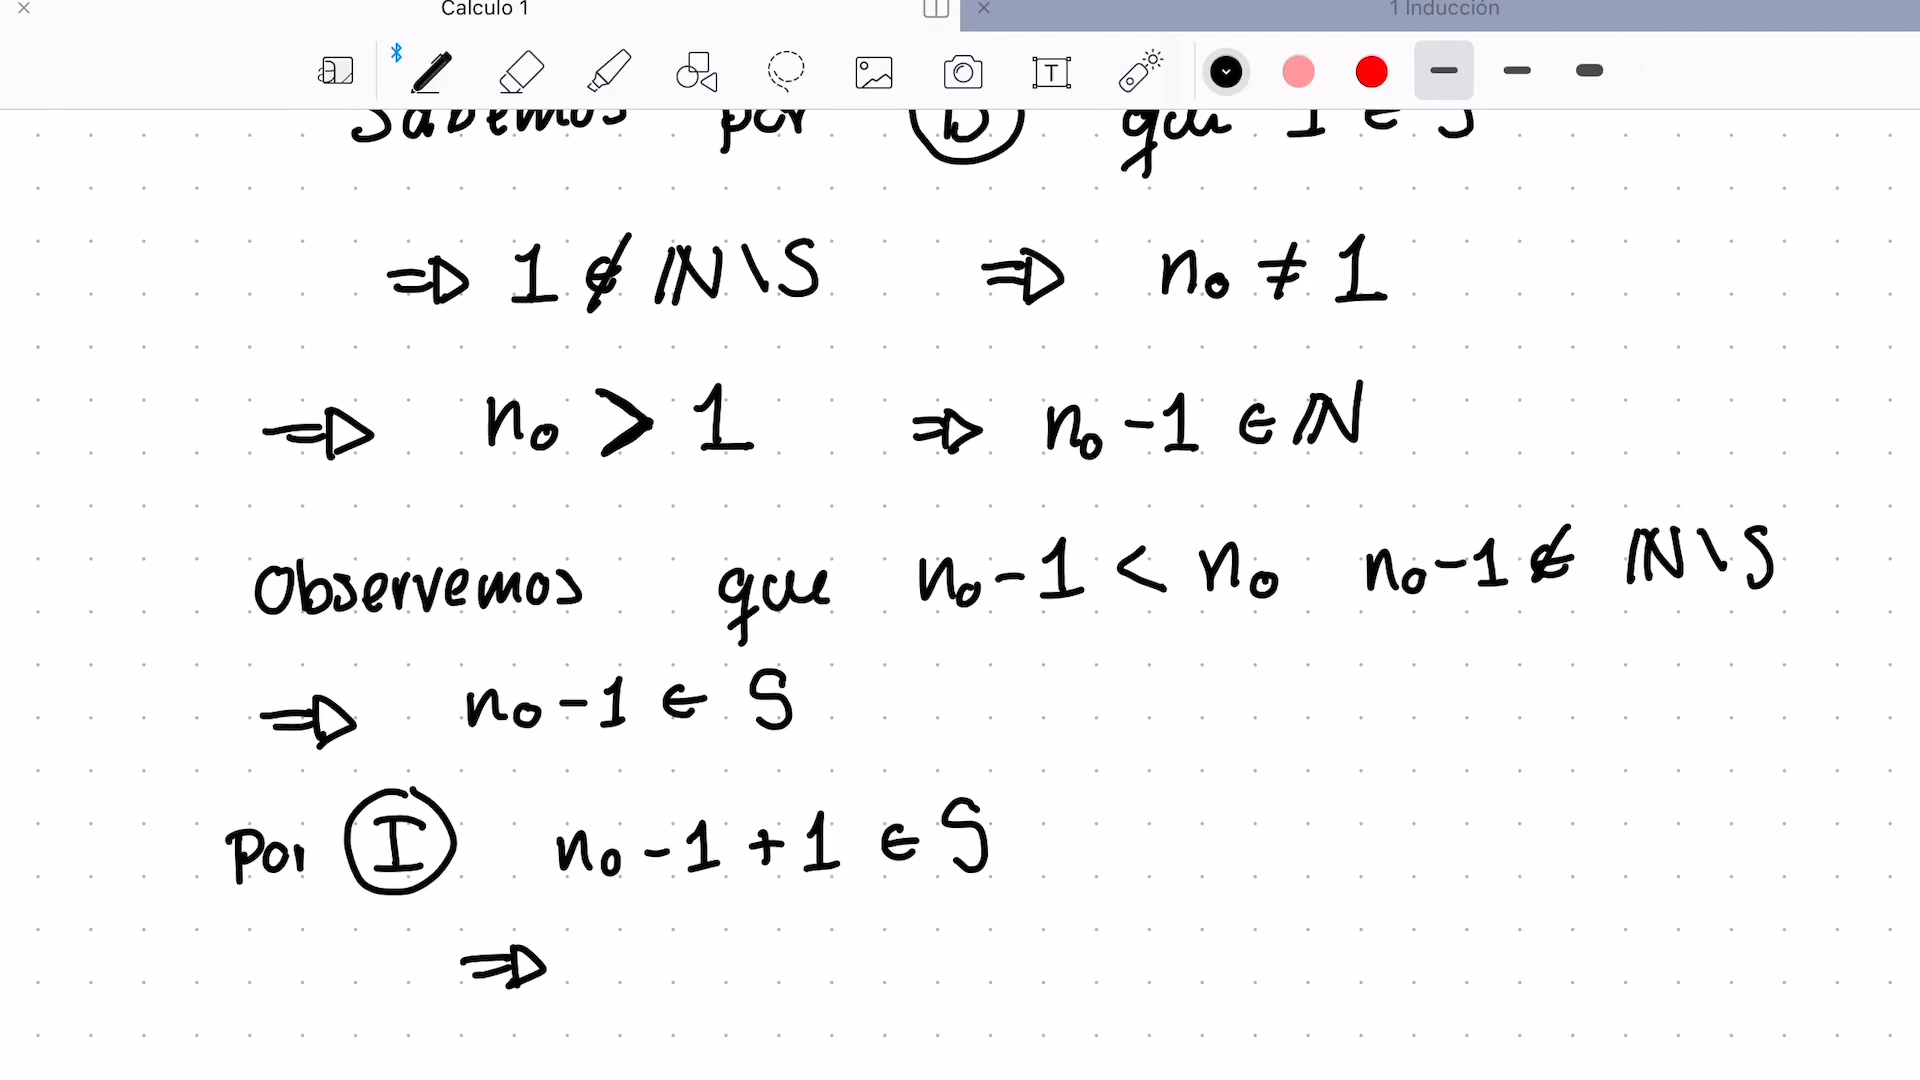 Calculo 1
1 Inducción
Sabemos por Ⓑ que 1 ∈ S
⇒ 1 ∉ ℕ\S ⇒ n₀ ≠ 1
⇒ n₀ > 1 ⇒ n₀-1 ∈ ℕ
Observemos que n₀-1 < n₀ n₀-1 ∉ ℕ\S
⇒ n₀-1 ∈ S
Por Ⓘ n₀-1+1 ∈ S
⇒